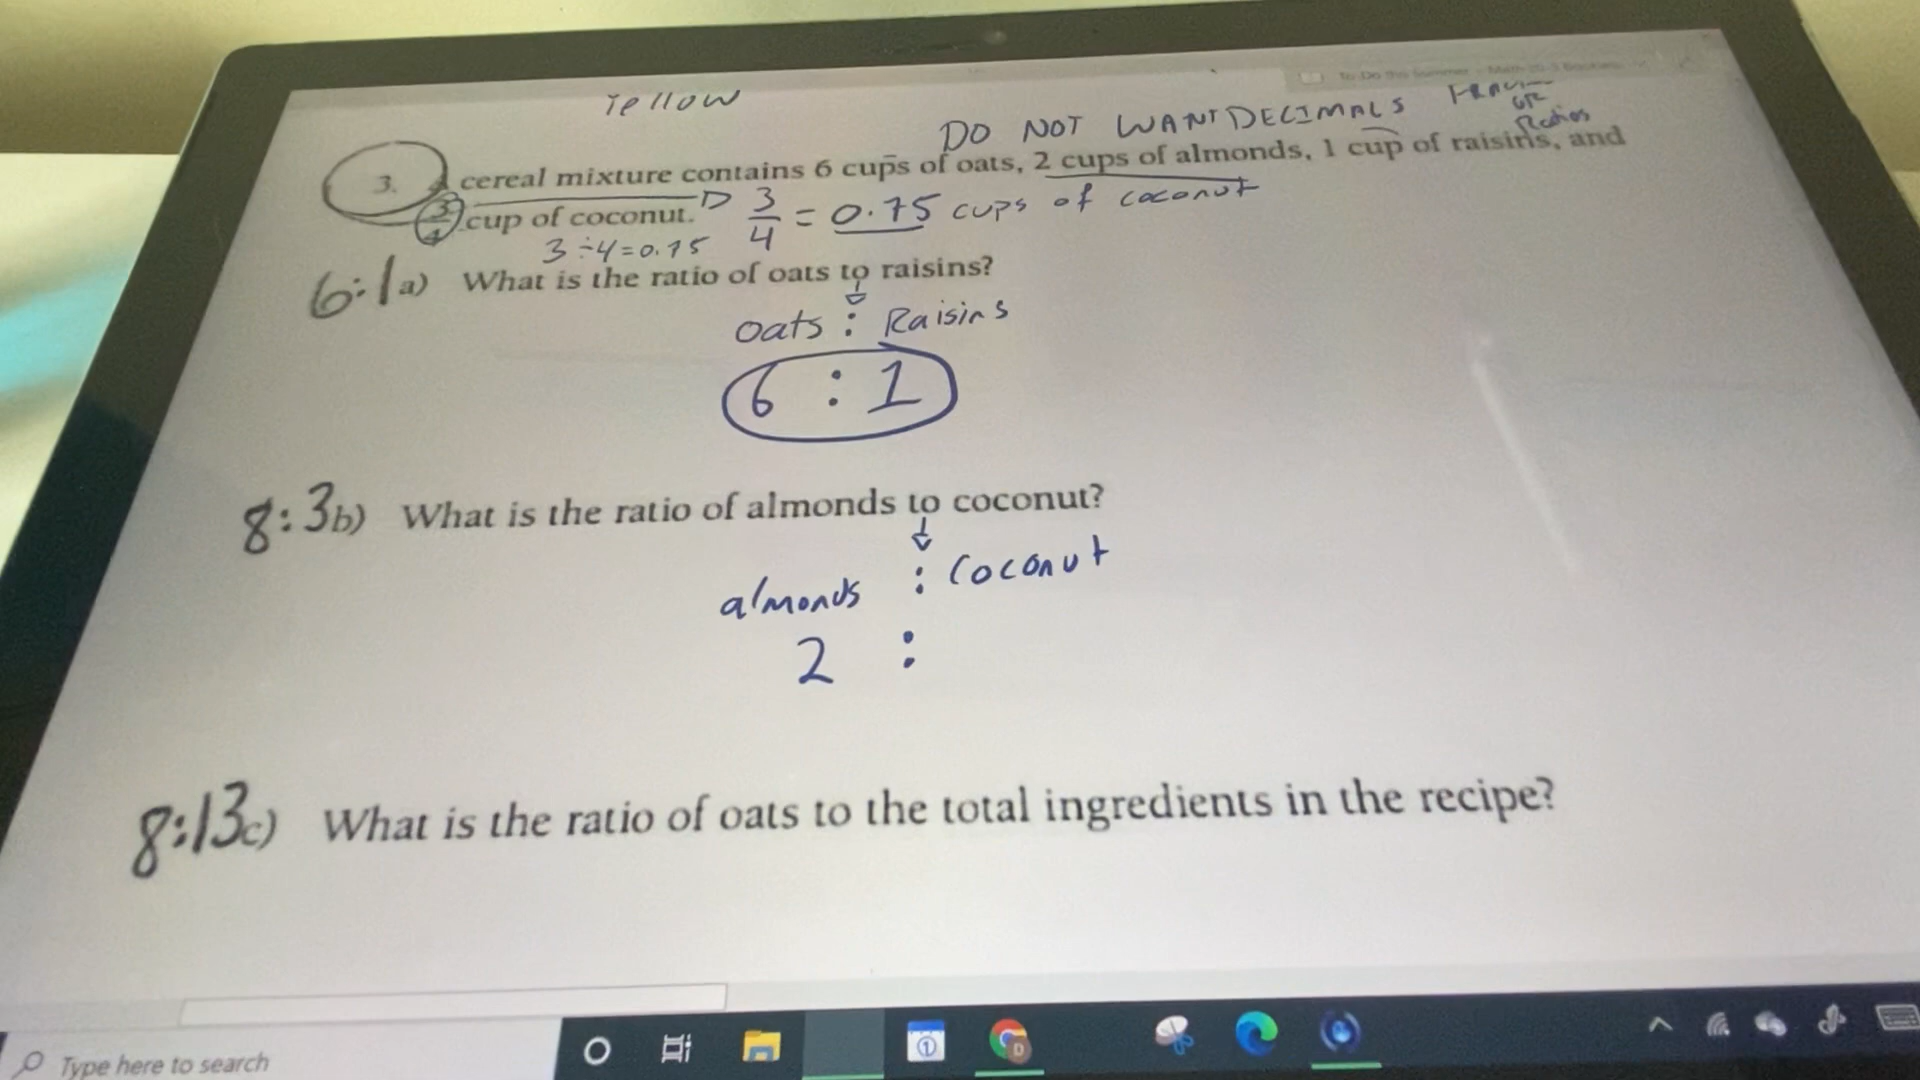 Yellow
DO NOT WANT DECIMALS
OR
Ratios
3. A cereal mixture contains 6 cups of oats, 2 cups of almonds, 1 cup of raisins, and
3/4 cup of coconut. 3/4 = 0.75 cups of coconut
3÷4=0.75
6:1 a) What is the ratio of oats to raisins?
oats : Raisins
6 : 1
8:3 b) What is the ratio of almonds to coconut?
almonds : coconut
2 :
8:13 c) What is the ratio of oats to the total ingredients in the recipe?
Type here to search